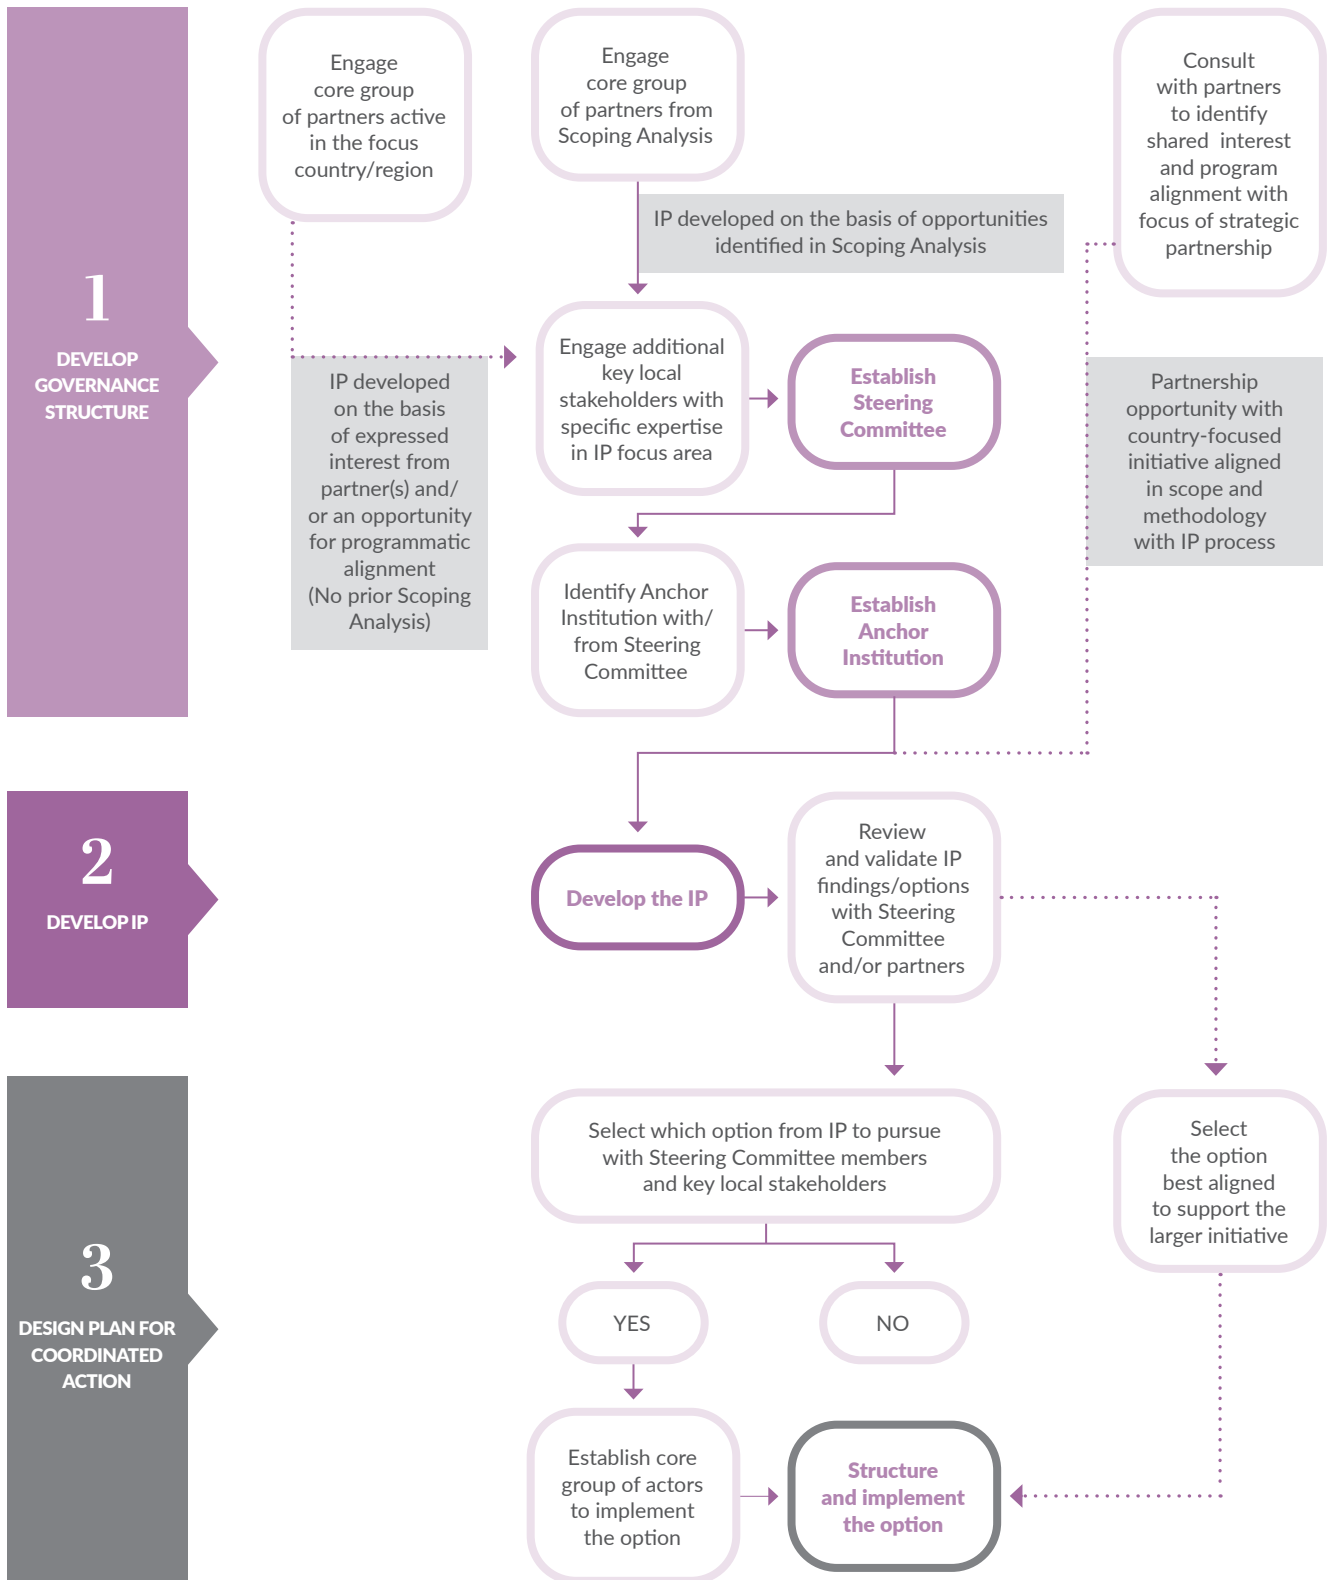 1
DEVELOP
GOVERNANCE
STRUCTURE
Engage
core group
of partners active
in the focus
country/region
Engage
core group
of partners from
Scoping Analysis
Consult
with partners
to identify
shared interest
and program
alignment with
focus of strategic
partnership
IP developed on the basis of opportunities
identified in Scoping Analysis
IP developed
on the basis
of expressed
interest from
partner(s) and/
or an opportunity
for programmatic
alignment
(No prior Scoping
Analysis)
Engage additional
key local
stakeholders with
specific expertise
in IP focus area
Establish
Steering
Committee
Partnership
opportunity with
country-focused
initiative aligned
in scope and
methodology
with IP process
Identify Anchor
Institution with/
from Steering
Committee
Establish
Anchor
Institution
2
DEVELOP IP
Develop the IP
Review
and validate IP
findings/options
with Steering
Committee
and/or partners
3
DESIGN PLAN FOR
COORDINATED
ACTION
Select which option from IP to pursue
with Steering Committee members
and key local stakeholders
Select
the option
best aligned
to support the
larger initiative
YES
NO
Establish core
group of actors
to implement
the option
Structure
and implement
the option